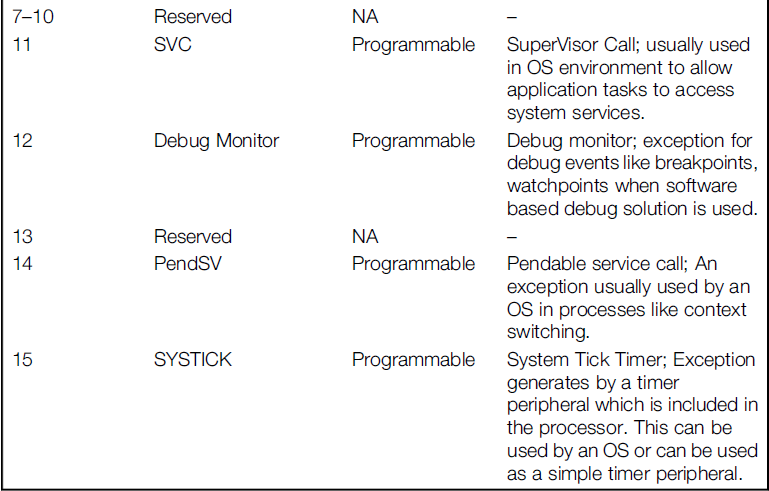 7–10 Reserved NA –
11 SVC Programmable SuperVisor Call; usually used
in OS environment to allow
application tasks to access
system services.
12 Debug Monitor Programmable Debug monitor; exception for
debug events like breakpoints,
watchpoints when software
based debug solution is used.
13 Reserved NA –
14 PendSV Programmable Pendable service call; An
exception usually used by an
OS in processes like context
switching.
15 SYSTICK Programmable System Tick Timer; Exception
generates by a timer
peripheral which is included in
the processor. This can be
used by an OS or can be used
as a simple timer peripheral.